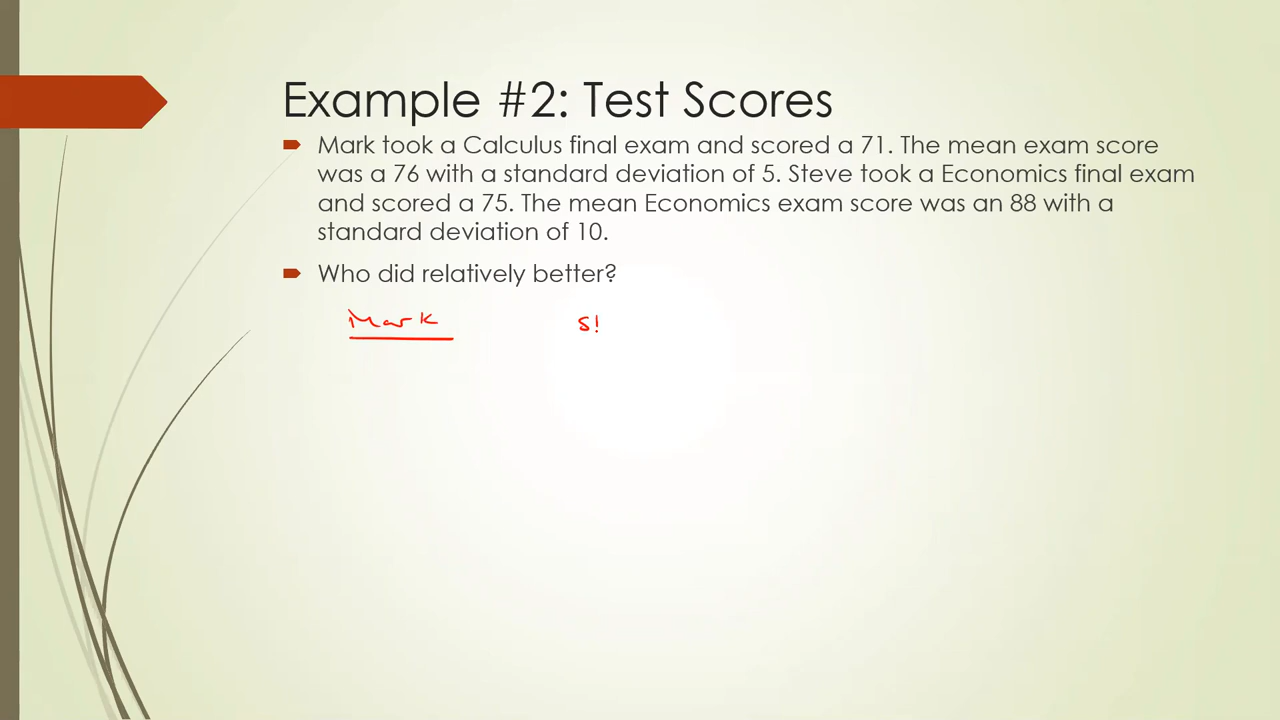 Example #2: Test Scores
Mark took a Calculus final exam and scored a 71. The mean exam score
was a 76 with a standard deviation of 5. Steve took a Economics final exam
and scored a 75. The mean Economics exam score was an 88 with a
standard deviation of 10.
Who did relatively better?
Mark S!